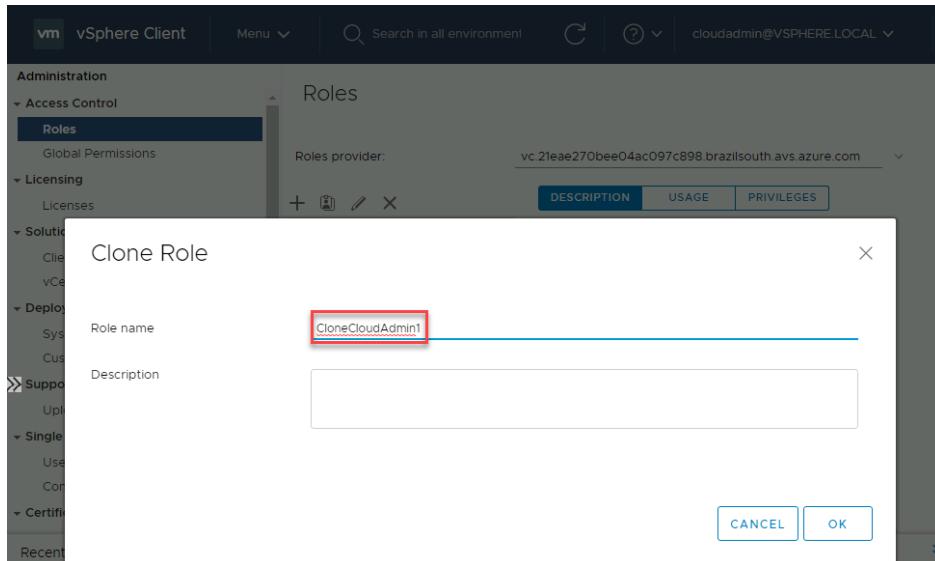 vm vSphere Client Menu Search in all environment cloudadmin@VSPHERE.LOCAL
Administration
Access Control
Roles
Global Permissions
Licensing
Licenses
Roles
Roles provider: vc.21eae270bee04ac097c898.brazilsouth.avs.azure.com
DESCRIPTION USAGE PRIVILEGES
Clone Role
Role name CloneCloudAdmin1
Description
CANCEL OK
Single
Recent